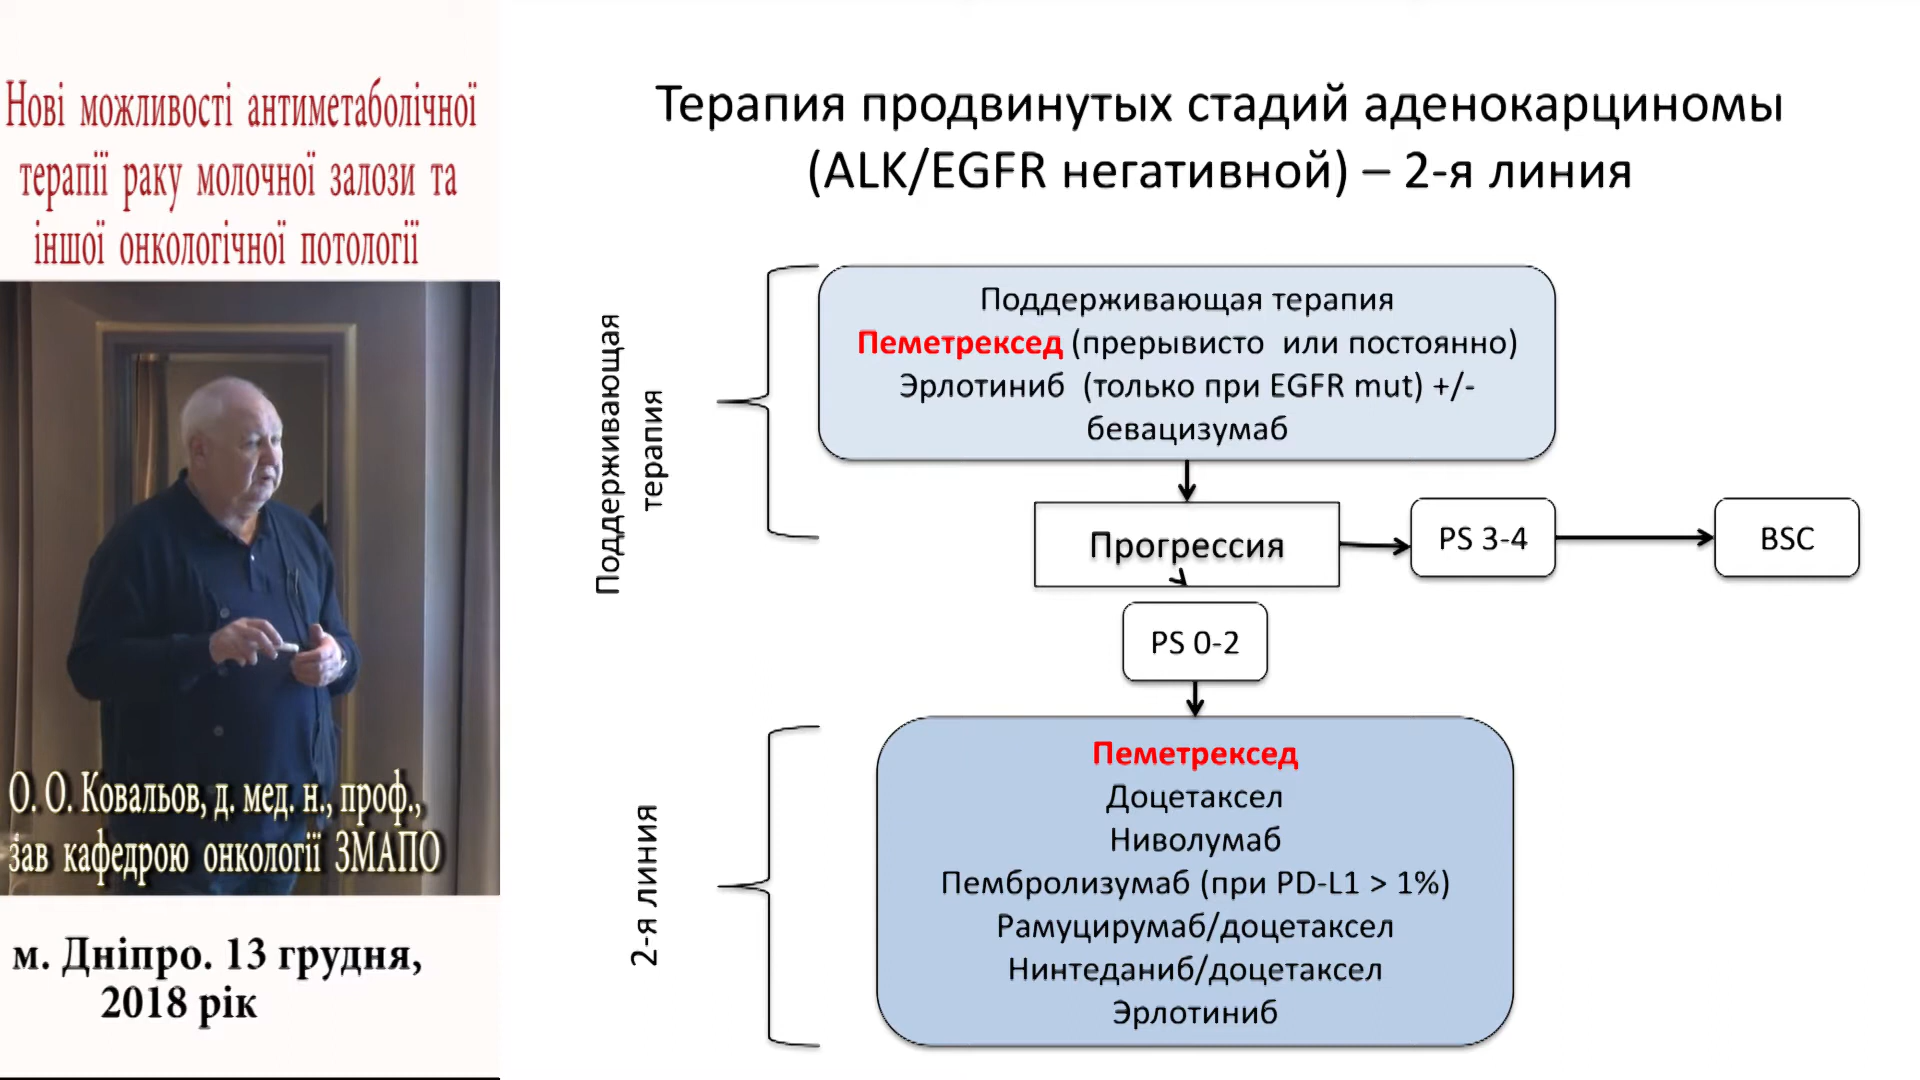 Нові можливості антиметаболічної
терапії раку молочної залози та
іншої онкологічної потології
О. О. Ковальов, д. мед. н., проф.,
зав кафедрою онкології ЗМАПО
м. Дніпро. 13 грудня,
2018 рік
Терапия продвинутых стадий аденокарциномы
(ALK/EGFR негативной) – 2-я линия
Поддерживающая
терапия
Поддерживающая терапия
Пеметрексед (прерывисто или постоянно)
Эрлотиниб (только при EGFR mut) +/-
бевацизумаб
Прогрессия
PS 3-4
BSC
PS 0-2
2-я линия
Пеметрексед
Доцетаксел
Ниволумаб
Пембролизумаб (при PD-L1 > 1%)
Рамуцирумаб/доцетаксел
Нинтеданиб/доцетаксел
Эрлотиниб